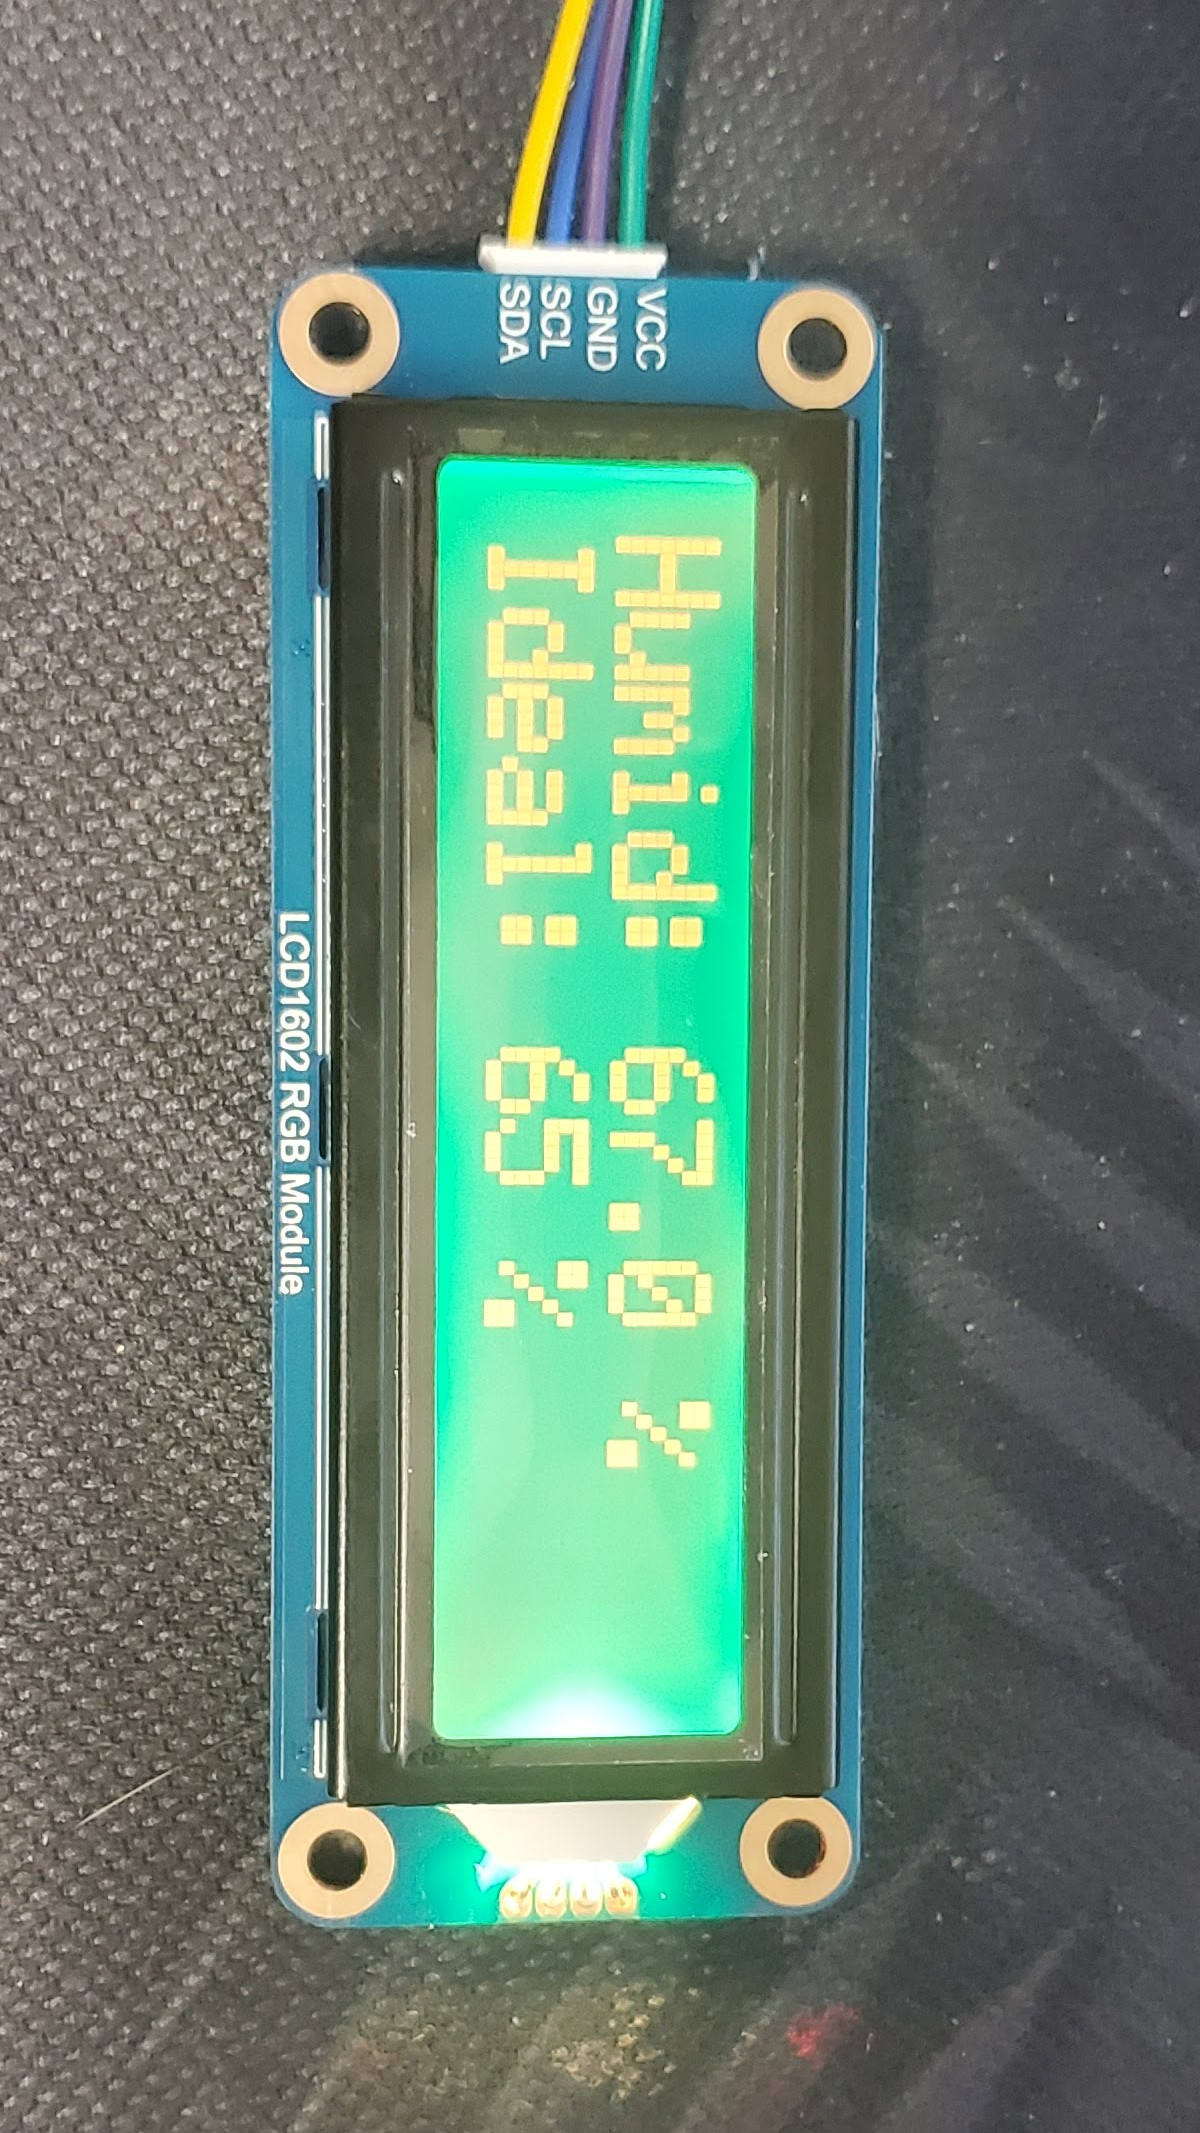 Humid: 67.0 %
Ideal: 65 %
VCC
GND
SCL
SDA
LCD1602 RGB Module